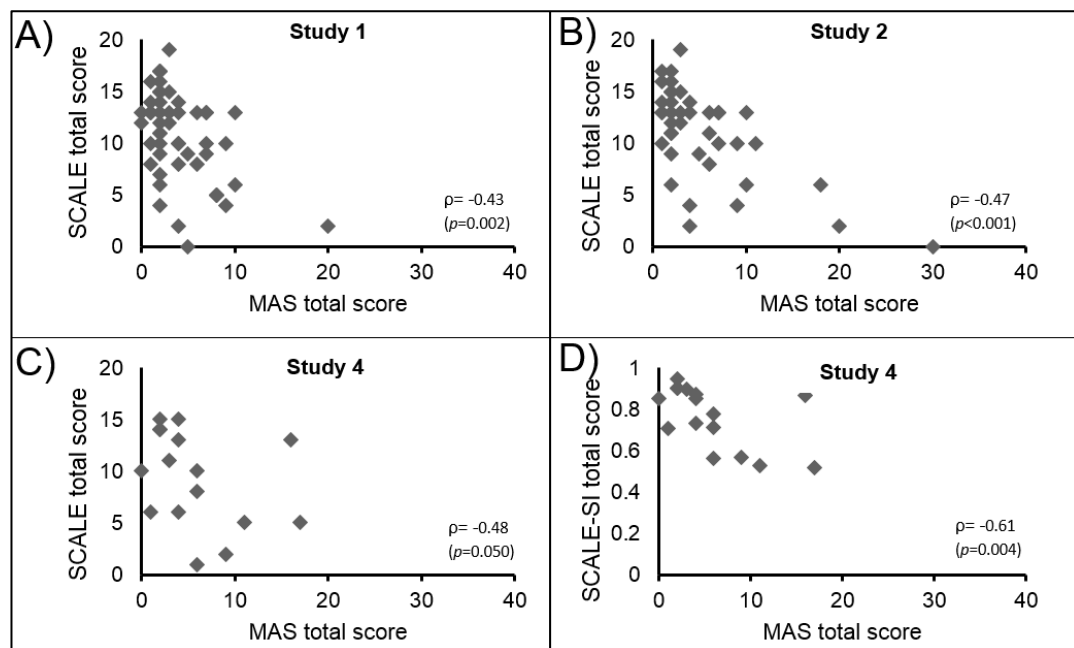 A)
Study 1
SCALE total score
20
15
10
5
0
ρ= -0.43
(p=0.002)
0 10 20 30 40
MAS total score
B)
Study 2
SCALE total score
20
15
10
5
0
ρ= -0.47
(p<0.001)
0 10 20 30 40
MAS total score
C)
Study 4
SCALE total score
20
15
10
5
0
ρ= -0.48
(p=0.050)
0 10 20 30 40
MAS total score
D)
Study 4
SCALE-SI total score
1
0.8
0.6
0.4
0.2
0
ρ= -0.61
(p=0.004)
0 10 20 30 40
MAS total score